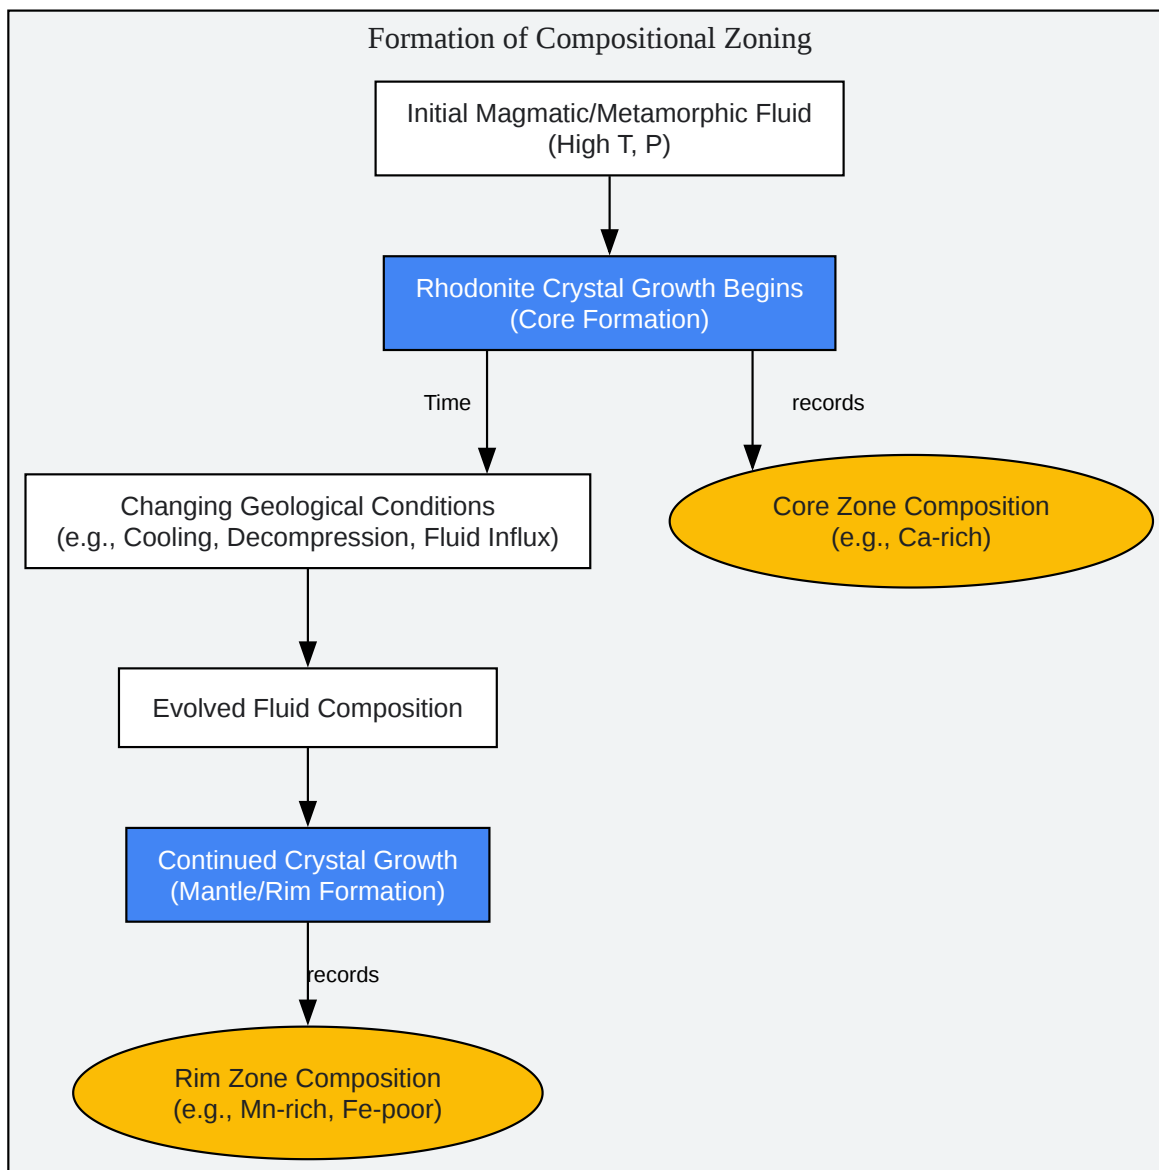 Formation of Compositional Zoning
Initial Magmatic/Metamorphic Fluid
(High T, P)
Rhodonite Crystal Growth Begins
(Core Formation)
Time
records
Changing Geological Conditions
(e.g., Cooling, Decompression, Fluid Influx)
Core Zone Composition
(e.g., Ca-rich)
Evolved Fluid Composition
Continued Crystal Growth
(Mantle/Rim Formation)
records
Rim Zone Composition
(e.g., Mn-rich, Fe-poor)